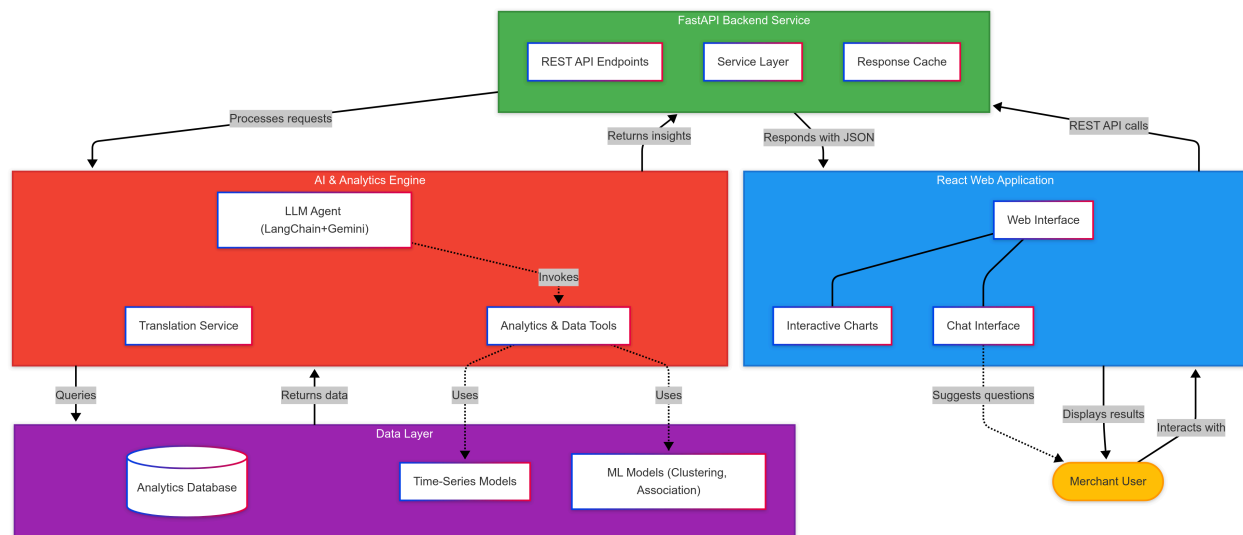 FastAPI Backend Service
REST API Endpoints
Service Layer
Response Cache
Processes requests
Returns insights
Responds with JSON
REST API calls
AI & Analytics Engine
LLM Agent
(LangChain+Gemini)
Invokes
Translation Service
Analytics & Data Tools
React Web Application
Web Interface
Interactive Charts
Chat Interface
Queries
Returns data
Uses
Uses
Suggests questions
Displays results
Interacts with
Data Layer
Analytics Database
Time-Series Models
ML Models (Clustering,
Association)
Merchant User